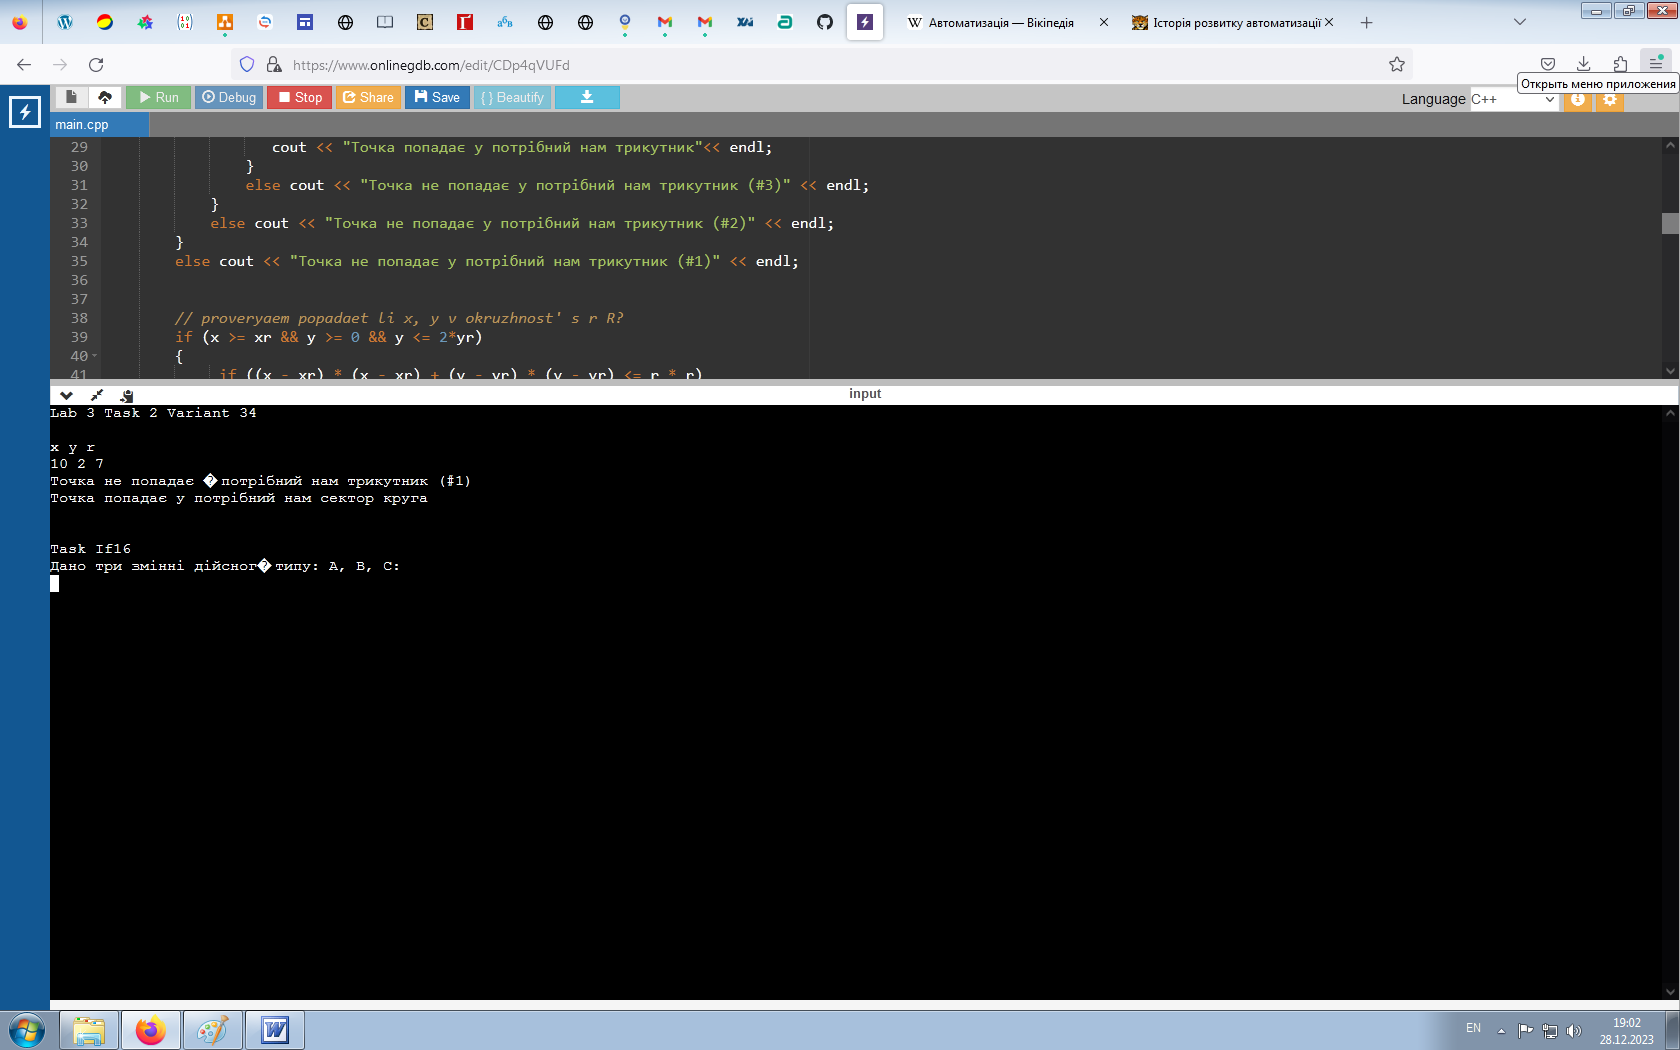 Автоматизація — Вікіпедія
Історія розвитку автоматизації
https://www.onlinegdb.com/edit/CDp4qVUFd
Открыть меню приложения
Run Debug Stop Share Save { } Beautify
Language C++
main.cpp
29 cout << "Точка попадає у потрібний нам трикутник"<< endl;
30 }
31 else cout << "Точка не попадає у потрібний нам трикутник (#3)" << endl;
32 }
33 else cout << "Точка не попадає у потрібний нам трикутник (#2)" << endl;
34 }
35 else cout << "Точка не попадає у потрібний нам трикутник (#1)" << endl;
36
37
38 // proveryaem popadaet li x, y v okruzhnost' s r R?
39 if (x >= xr && y >= 0 && y <= 2*yr)
40 {
41 if ((x - xr) * (x - xr) + (y - yr) * (y - yr) <= r * r)
input
Lab 3 Task 2 Variant 34
x y r
10 2 7
Точка не попадає �потрібний нам трикутник (#1)
Точка попадає у потрібний нам сектор круга
Task If16
Дано три змінні дійсног�типу: A, B, C:
EN
19:02
28.12.2023